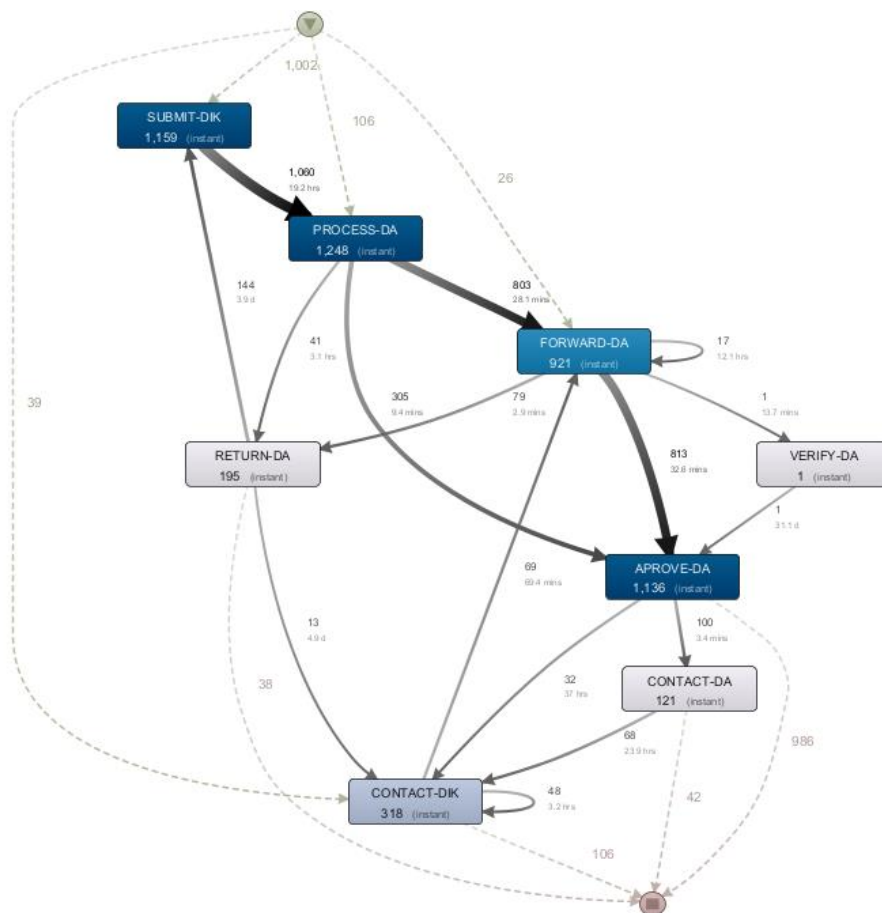 1,002
SUBMIT-DIK
1,159 (instant)
106
26
1,060
19.2 hrs
PROCESS-DA
1,248 (instant)
144
3.9 d
41
3.1 hrs
803
28.1 mins
FORWARD-DA
921 (instant)
17
12.1 hrs
39
305
9.4 mins
79
2.9 mins
1
13.7 mins
RETURN-DA
195 (instant)
813
32.6 mins
VERIFY-DA
1 (instant)
1
31.1 d
69
69.4 mins
APROVE-DA
1,136 (instant)
13
4.9 d
38
32
37 hrs
100
3.4 mins
CONTACT-DA
121 (instant)
68
23.9 hrs
986
CONTACT-DIK
318 (instant)
48
3.2 hrs
42
106